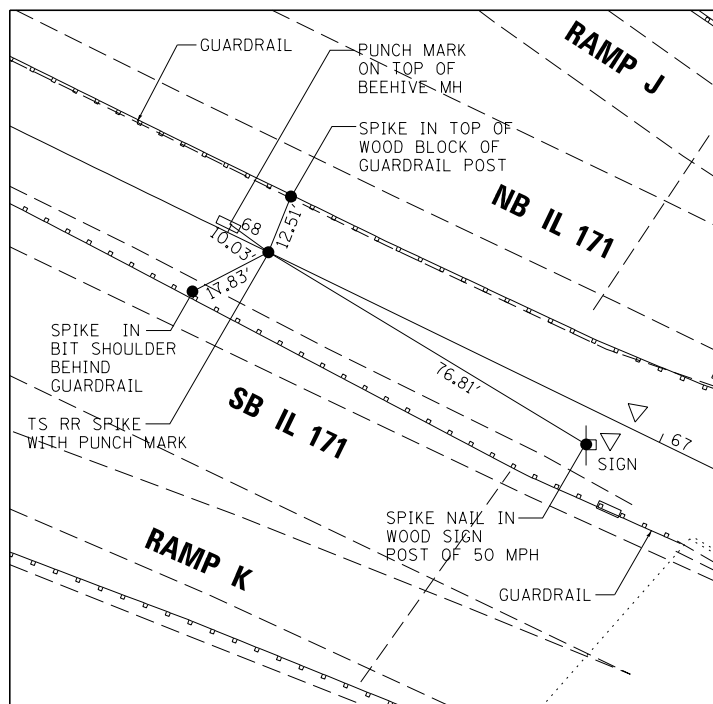 GUARDRAIL
PUNCH MARK
ON TOP OF
BEEHIVE MH
RAMP J
SPIKE IN TOP OF
WOOD BLOCK OF
GUARDRAIL POST
NB IL 171
68
12.51'
10.03'
17.83'
SPIKE IN
BIT SHOULDER
BEHIND
GUARDRAIL
76.81'
SB IL 171
TS RR SPIKE
WITH PUNCH MARK
67
SIGN
SPIKE NAIL IN
WOOD SIGN
POST OF 50 MPH
RAMP K
GUARDRAIL